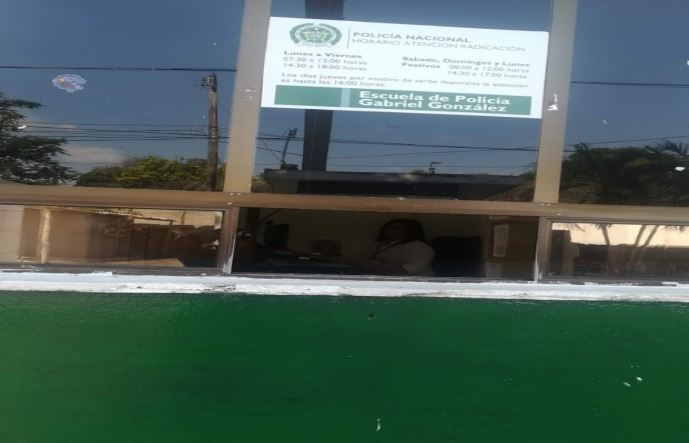 POLICÍA NACIONAL
HORARIO ATENCIÓN RADICACIÓN
Lunes a Viernes
07:30 a 12:00 horas
14:30 a 18:00 horas
Sabado, Domingos y Lunes
Festivos 08:00 a 12:00 horas
14:30 a 17:00 horas
Los días jueves por motivo de tarde deportiva la atención
es hasta las 16:00 horas.
Escuela de Policía
Gabriel González